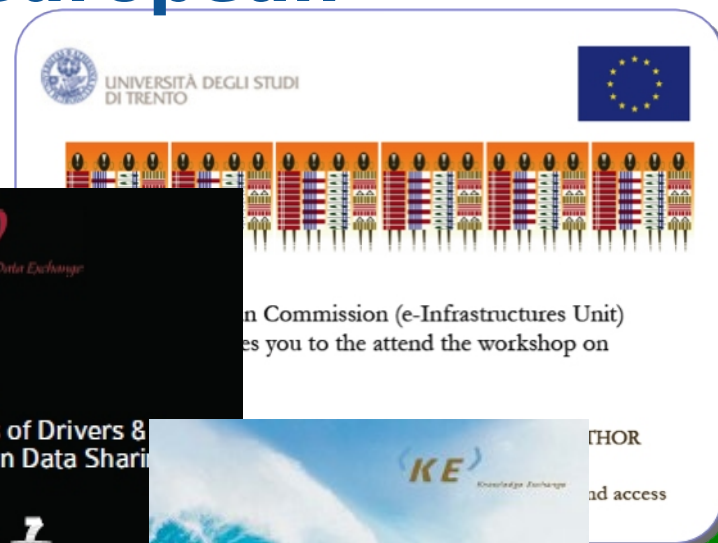 UNIVERSITÀ DEGLI STUDI
DI TRENTO
Data Exchange
n Commission (e-Infrastructures Unit)
es you to the attend the workshop on
of Drivers &
n Data Sharin
THOR
KE
Knowledge Exchange
nd access